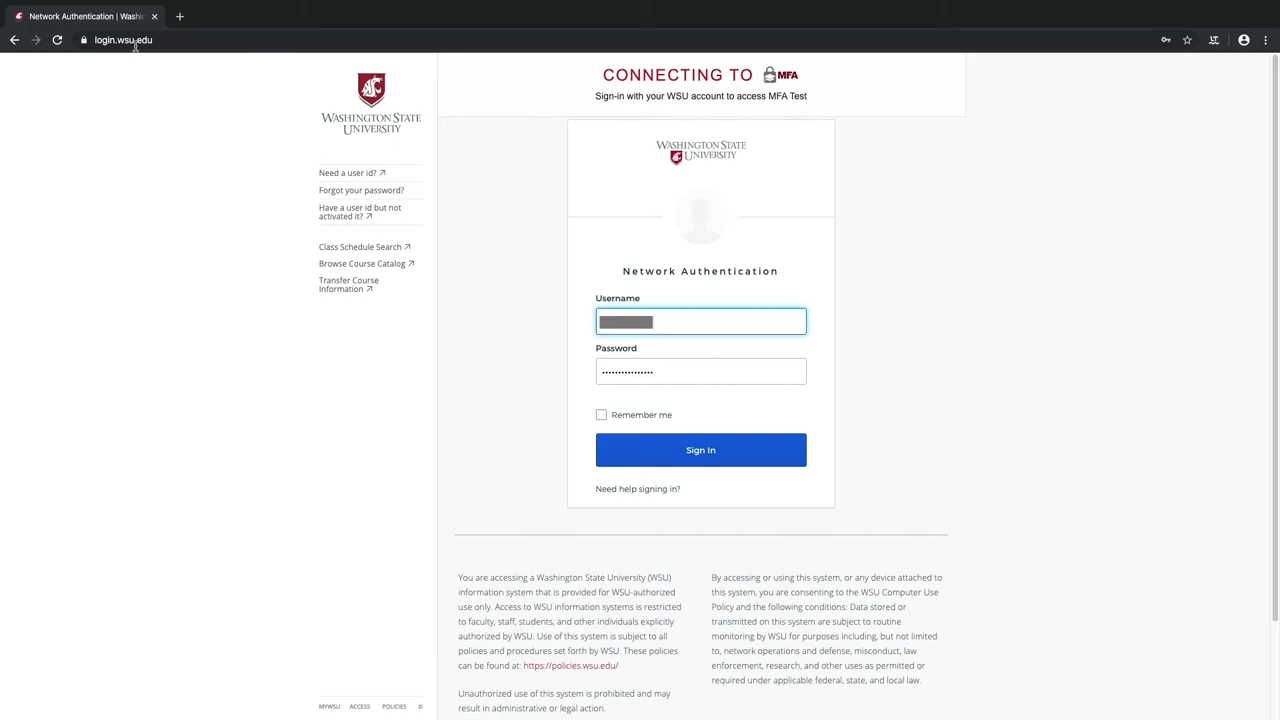 Network Authentication | Washi
login.wsu.edu
WASHINGTON STATE
UNIVERSITY
Need a user id?
Forgot your password?
Have a user id but not
activated it?
Class Schedule Search
Browse Course Catalog
Transfer Course
Information
CONNECTING TO MFA
Sign-in with your WSU account to access MFA Test
WASHINGTON STATE
UNIVERSITY
Network Authentication
Username
Password
Remember me
Sign In
Need help signing in?
You are accessing a Washington State University (WSU)
information system that is provided for WSU-authorized
use only. Access to WSU information systems is restricted
to faculty, staff, students, and other individuals explicitly
authorized by WSU. Use of this system is subject to all
policies and procedures set forth by WSU. These policies
can be found at: https://policies.wsu.edu/
Unauthorized use of this system is prohibited and may
result in administrative or legal action.
By accessing or using this system, or any device attached to
this system, you are consenting to the WSU Computer Use
Policy and the following conditions: Data stored or
transmitted on this system are subject to routine
monitoring by WSU for purposes including, but not limited
to, network operations and defense, misconduct, law
enforcement, research, and other uses as permitted or
required under applicable federal, state, and local law.
MYWSU ACCESS POLICIES ©